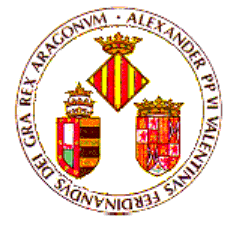 · ALEXANDER PP VI VALENTINVS FERDINANDVS DEI GRA REX ARAGONVM